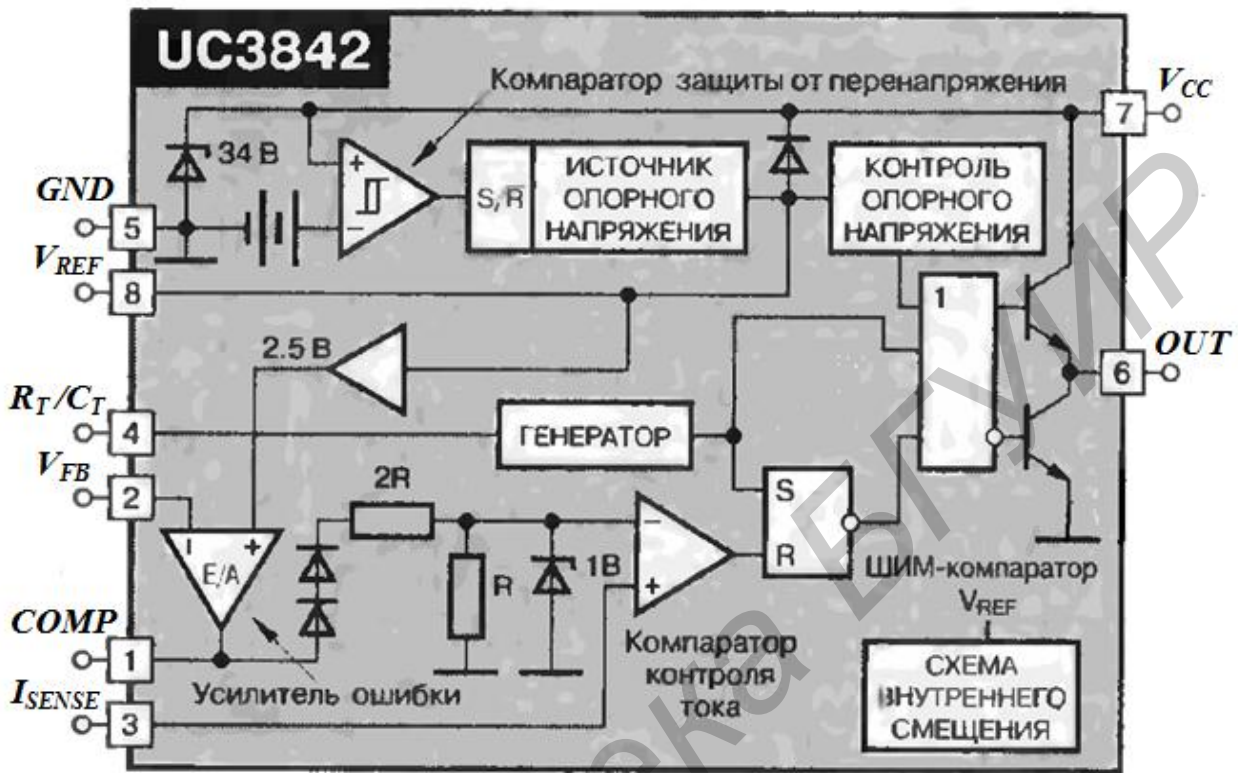 UC3842
Компаратор защиты от перенапряжения
V_CC
7
34 В
GND
5
+
−
S/R̅
ИСТОЧНИК
ОПОРНОГО
НАПРЯЖЕНИЯ
КОНТРОЛЬ
ОПОРНОГО
НАПРЯЖЕНИЯ
V_REF
8
1
2.5 В
OUT
6
R_T/C_T
4
ГЕНЕРАТОР
V_FB
2
2R
S
R
−
+
E/A
R
1В
−
+
ШИМ-компаратор
V_REF
COMP
1
Усилитель ошибки
Компаратор
контроля
тока
СХЕМА
ВНУТРЕННЕГО
СМЕЩЕНИЯ
I_SENSE
3
ека БГУИР